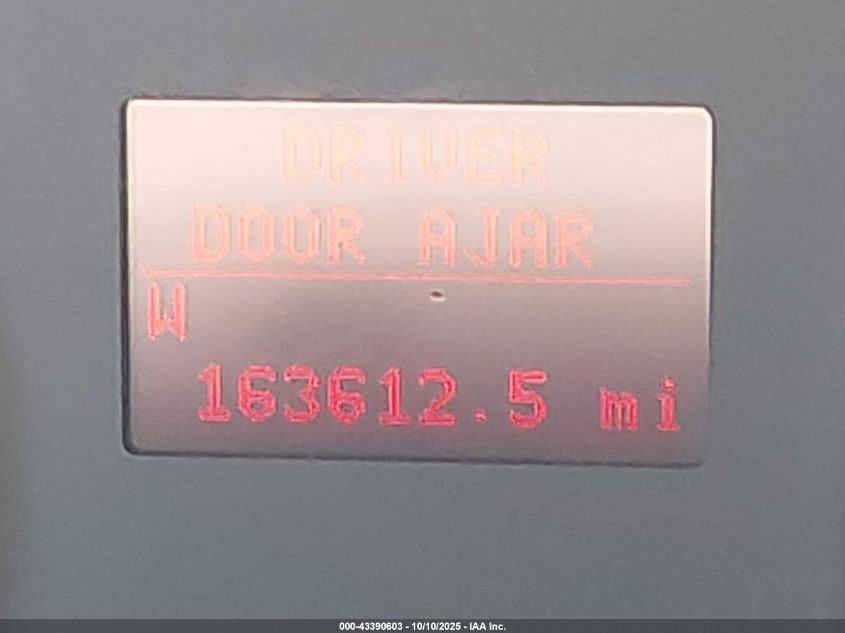 DRIVER
DOOR AJAR
W
163612.5 mi
000-43390603 - 10/10/2025 - IAA Inc.